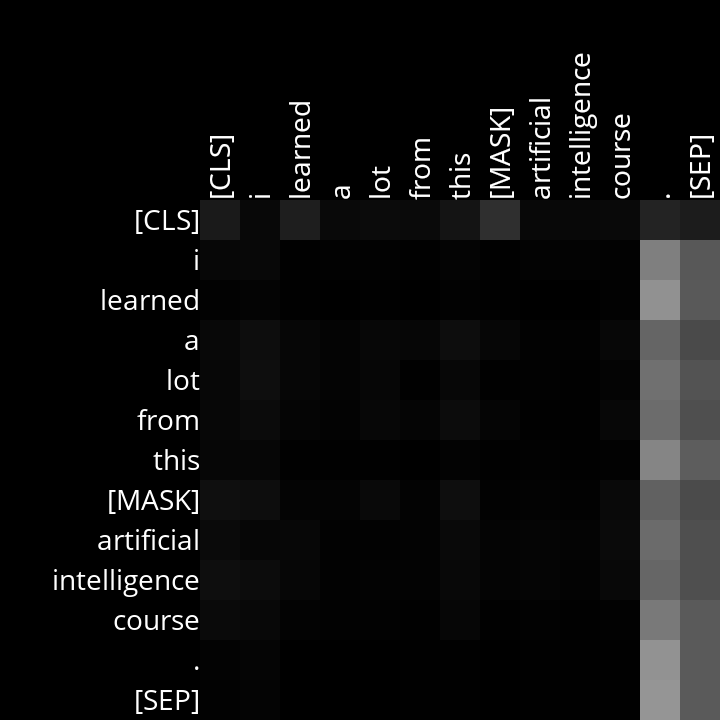 [CLS]
i
learned
a
lot
from
this
[MASK]
artificial
intelligence
course
.
[SEP]
[CLS]
i
learned
a
lot
from
this
[MASK]
artificial
intelligence
course
.
[SEP]